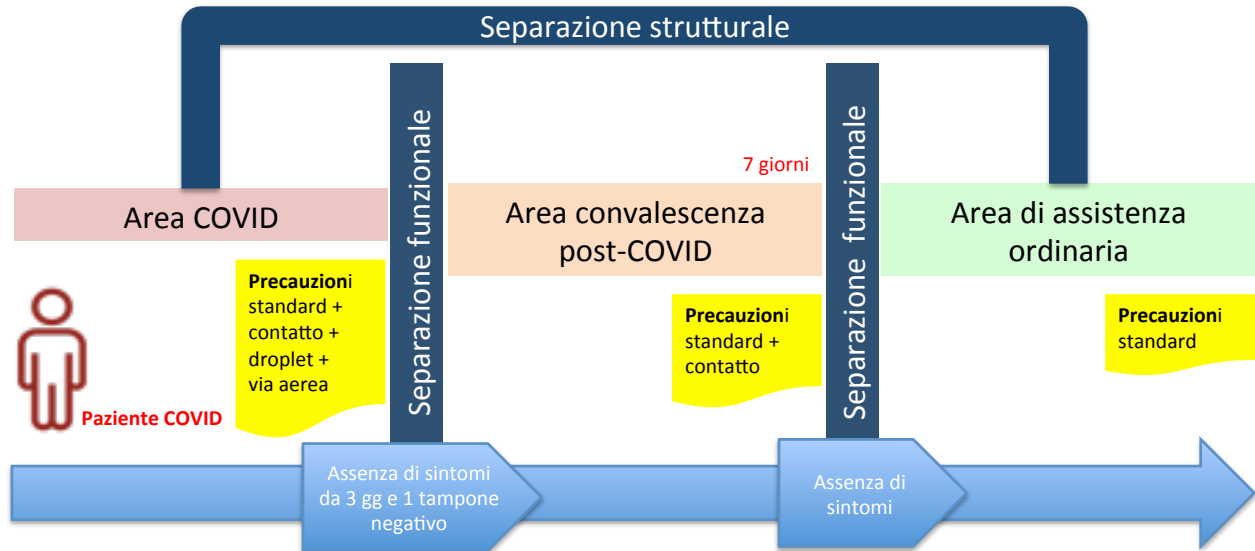 Separazione strutturale
Separazione funzionale
Separazione funzionale
7 giorni
Area COVID
Area convalescenza
post-COVID
Area di assistenza
ordinaria
Precauzioni
standard +
contatto +
droplet +
via aerea
Precauzioni
standard +
contatto
Precauzioni
standard
Paziente COVID
Assenza di sintomi
da 3 gg e 1 tampone
negativo
Assenza di
sintomi